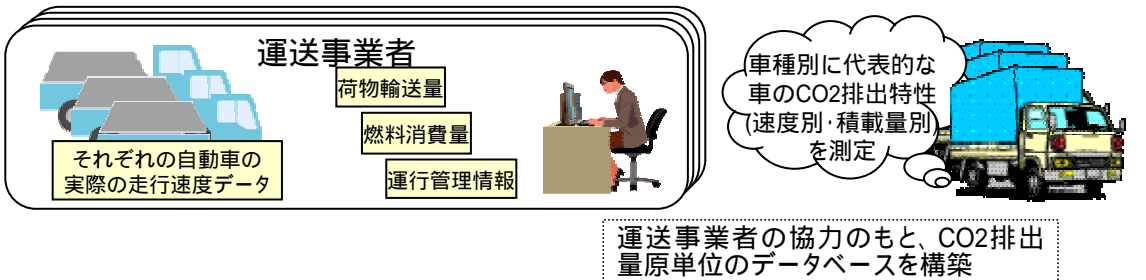 運送事業者
荷物輸送量
燃料消費量
運行管理情報
それぞれの自動車の
実際の走行速度データ
車種別に代表的な
車のCO2排出特性
(速度別･積載量別)
を測定
運送事業者の協力のもと、CO2排出
量原単位のデータベースを構築